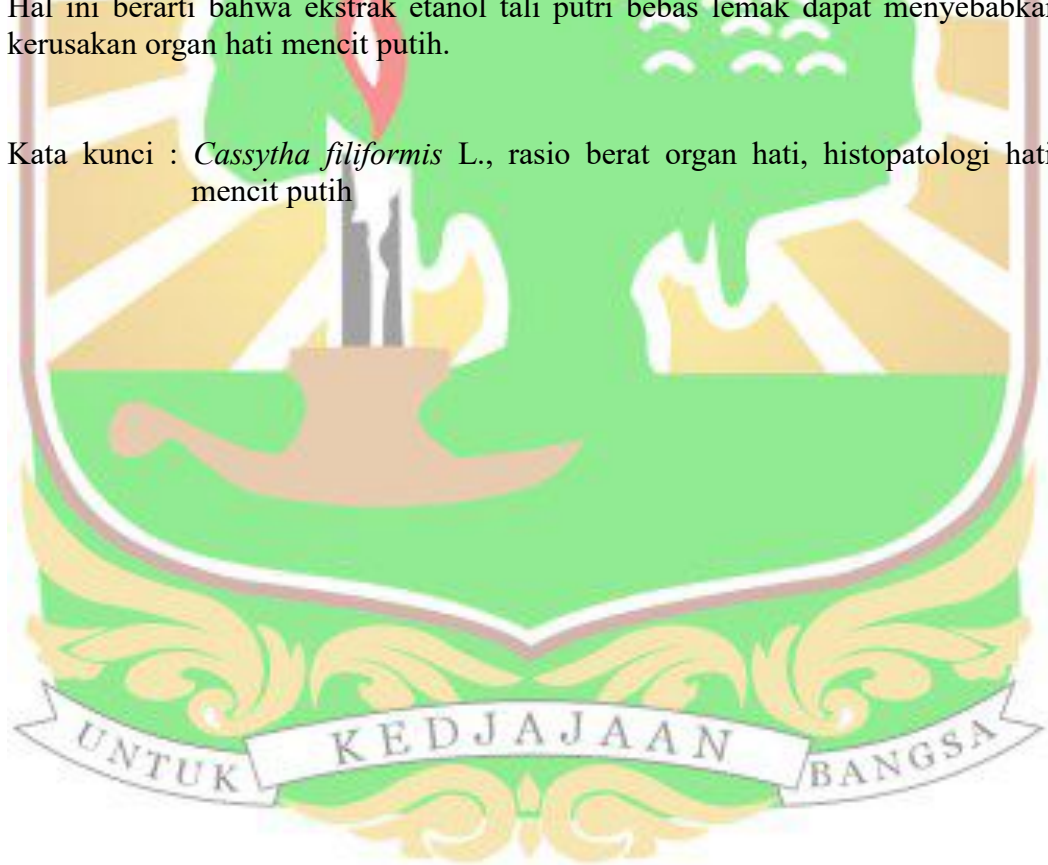 Hal ini berarti bahwa ekstrak etanol tali putri bebas lemak dapat menyebabkan
kerusakan organ hati mencit putih.
Kata kunci : Cassytha filiformis L., rasio berat organ hati, histopatologi hati
mencit putih
UNTUK KEDJAJAAN BANGSA